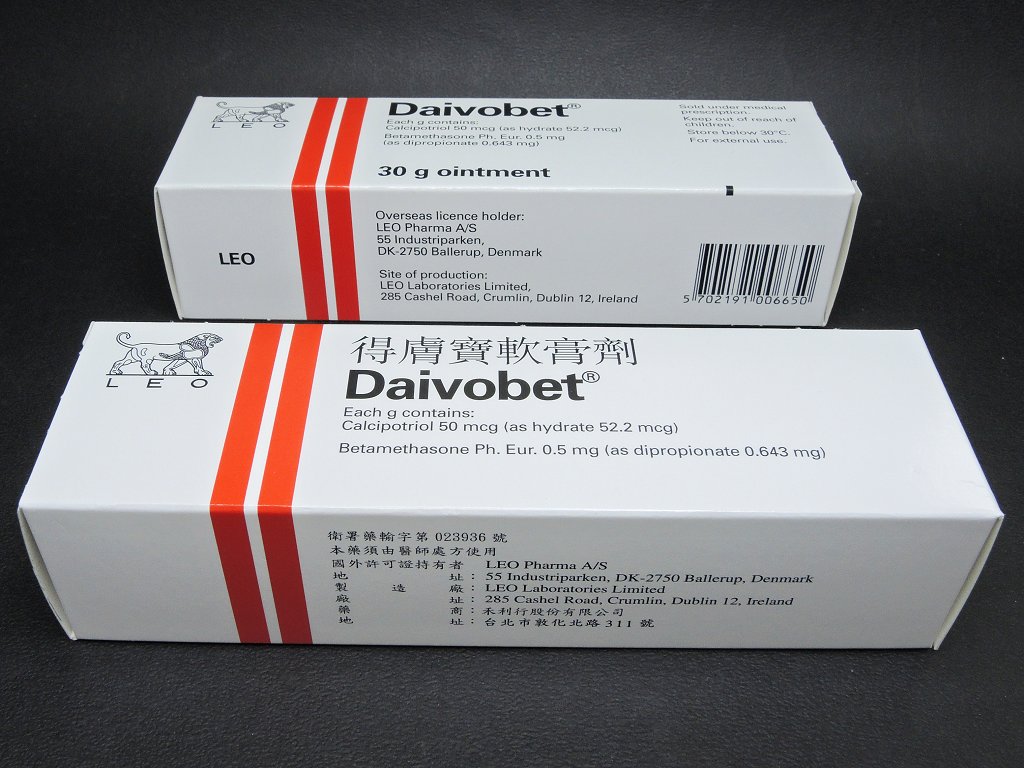 LEO
Daivobet®
Each g contains:
Calcipotriol 50 mcg (as hydrate 52.2 mcg)
Betamethasone Ph. Eur. 0.5 mg
(as dipropionate 0.643 mg)
30 g ointment
Sold under medical
prescription.
Keep out of reach of
children.
Store below 30°C.
For external use.
LEO
Overseas licence holder:
LEO Pharma A/S
55 Industriparken,
DK-2750 Ballerup, Denmark
Site of production:
LEO Laboratories Limited,
285 Cashel Road, Crumlin, Dublin 12, Ireland
5 702191 006650
LEO
得膚寶軟膏劑
Daivobet®
Each g contains:
Calcipotriol 50 mcg (as hydrate 52.2 mcg)
Betamethasone Ph. Eur. 0.5 mg (as dipropionate 0.643 mg)
衛署藥輸字第 023936 號
本藥須由醫師處方使用
國外許可證持有者 LEO Pharma A/S
地址：55 Industriparken, DK-2750 Ballerup, Denmark
製造廠：LEO Laboratories Limited
廠址：285 Cashel Road, Crumlin, Dublin 12, Ireland
藥商：禾利行股份有限公司
地址：台北市敦化北路311號